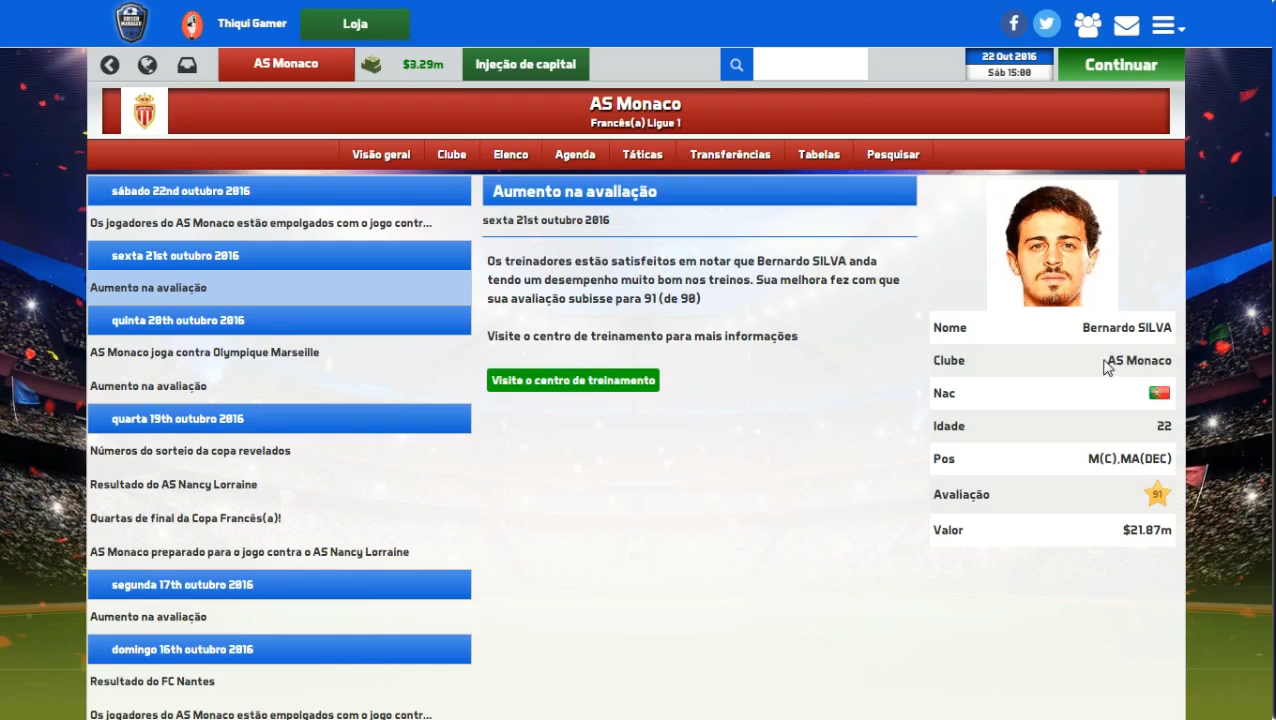 SOCCER MANAGER
Thiqui Gamer
Loja
AS Monaco
$3.29m
Injeção de capital
22 Out 2016
Sáb 15:00
Continuar
AS Monaco
Francês(a) Ligue 1
Visão geral
Clube
Elenco
Agenda
Táticas
Transferências
Tabelas
Pesquisar
sábado 22nd outubro 2016
Os jogadores do AS Monaco estão empolgados com o jogo contr...
sexta 21st outubro 2016
Aumento na avaliação
quinta 20th outubro 2016
AS Monaco joga contra Olympique Marseille
Aumento na avaliação
quarta 19th outubro 2016
Números do sorteio da copa revelados
Resultado do AS Nancy Lorraine
Quartas de final da Copa Francês(a)!
AS Monaco preparado para o jogo contra o AS Nancy Lorraine
segunda 17th outubro 2016
Aumento na avaliação
domingo 16th outubro 2016
Resultado do FC Nantes
Os jogadores do AS Monaco estão empolgados com o jogo contr...
Aumento na avaliação
sexta 21st outubro 2016
Os treinadores estão satisfeitos em notar que Bernardo SILVA anda
tendo um desempenho muito bom nos treinos. Sua melhora fez com que
sua avaliação subisse para 91 (de 90)
Visite o centro de treinamento para mais informações
Visite o centro de treinamento
Nome Bernardo SILVA
Clube AS Monaco
Nac
Idade 22
Pos M(C),MA(DEC)
Avaliação 91
Valor $21.87m